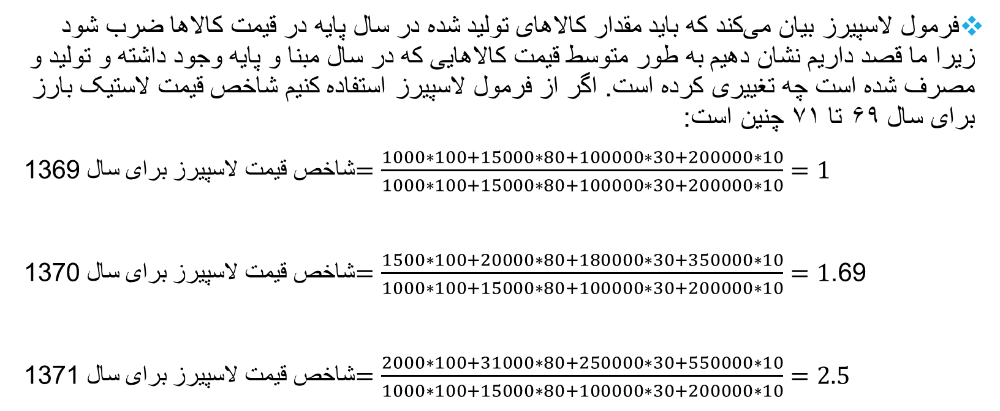 ❖فرمول لاسپیرز بیان می‌کند که باید مقدار کالاهای تولید شده در سال پایه در قیمت کالاها ضرب شود
زیرا ما قصد داریم نشان دهیم به طور متوسط قیمت کالاهایی که در سال مبنا و پایه وجود داشته و تولید و
مصرف شده است چه تغییری کرده است. اگر از فرمول لاسپیرز استفاده کنیم شاخص قیمت لاستیک بارز
برای سال ۶۹ تا ۷۱ چنین است:
شاخص قیمت لاسپیرز برای سال 1369=
1000*100+15000*80+100000*30+200000*10
1000*100+15000*80+100000*30+200000*10
= 1
شاخص قیمت لاسپیرز برای سال 1370=
1500*100+20000*80+180000*30+350000*10
1000*100+15000*80+100000*30+200000*10
= 1.69
شاخص قیمت لاسپیرز برای سال 1371=
2000*100+31000*80+250000*30+550000*10
1000*100+15000*80+100000*30+200000*10
= 2.5